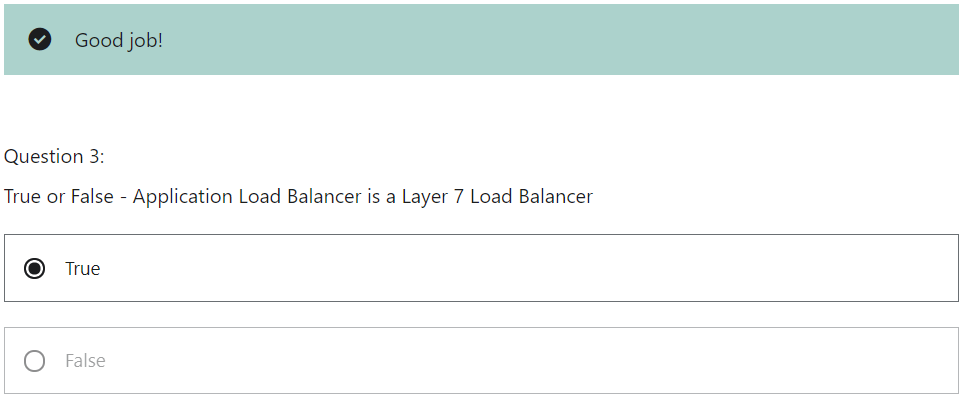 Good job!
Question 3:
True or False - Application Load Balancer is a Layer 7 Load Balancer
True
False